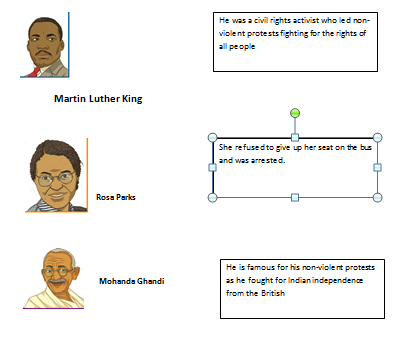 He was a civil rights activist who led non-
violent protests fighting for the rights of
all people
Martin Luther King
She refused to give up her seat on the bus
and was arrested.
Rosa Parks
Mohanda Ghandi
He is famous for his non-violent protests
as he fought for Indian independence
from the British